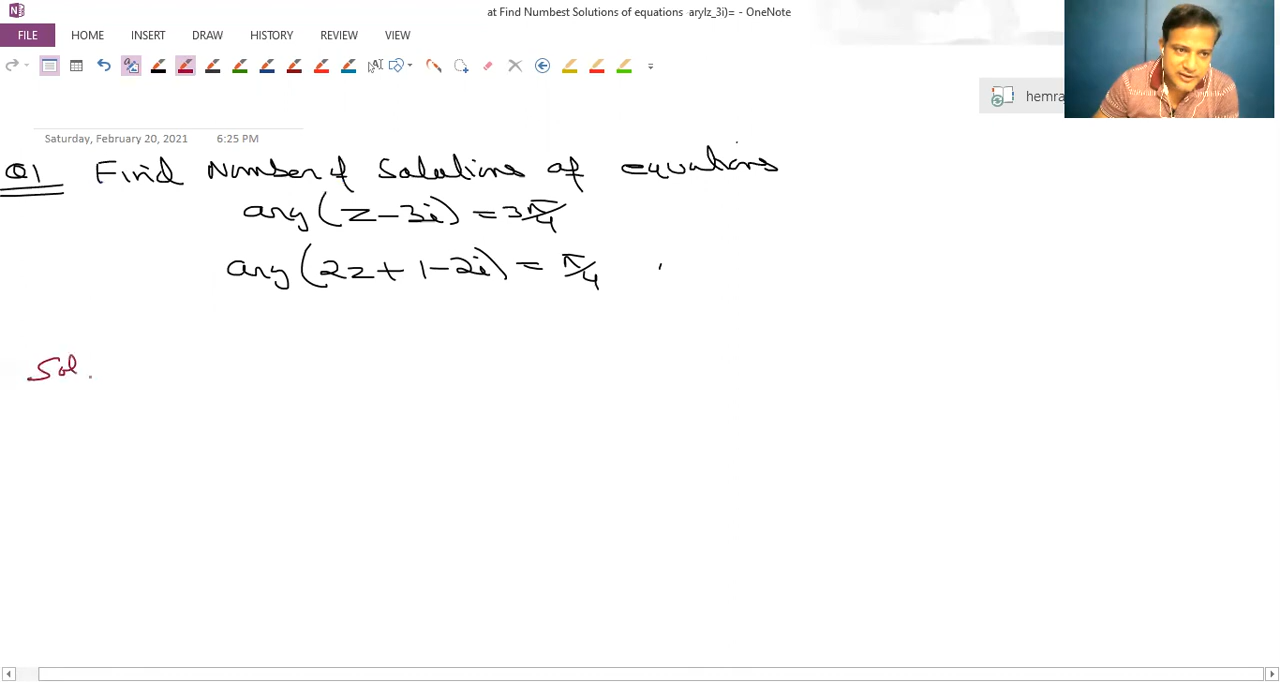 at Find Numbest Solutions of equations ary(z_3i)= - OneNote
FILE HOME INSERT DRAW HISTORY REVIEW VIEW
hemra
Saturday, February 20, 2021 6:25 PM
Q1 Find Number of Solutions of equations
arg (z-3i) = 3π/4
arg (2z+1-2i) = π/4
Sol.